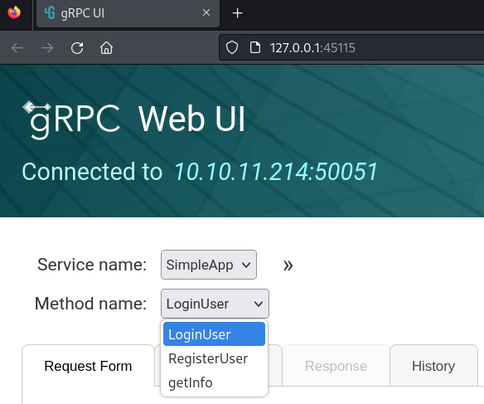 gRPC UI
127.0.0.1:45115
gRPC Web UI
Connected to 10.10.11.214:50051
Service name: SimpleApp »
Method name: LoginUser
LoginUser
RegisterUser
getInfo
Request Form Response History